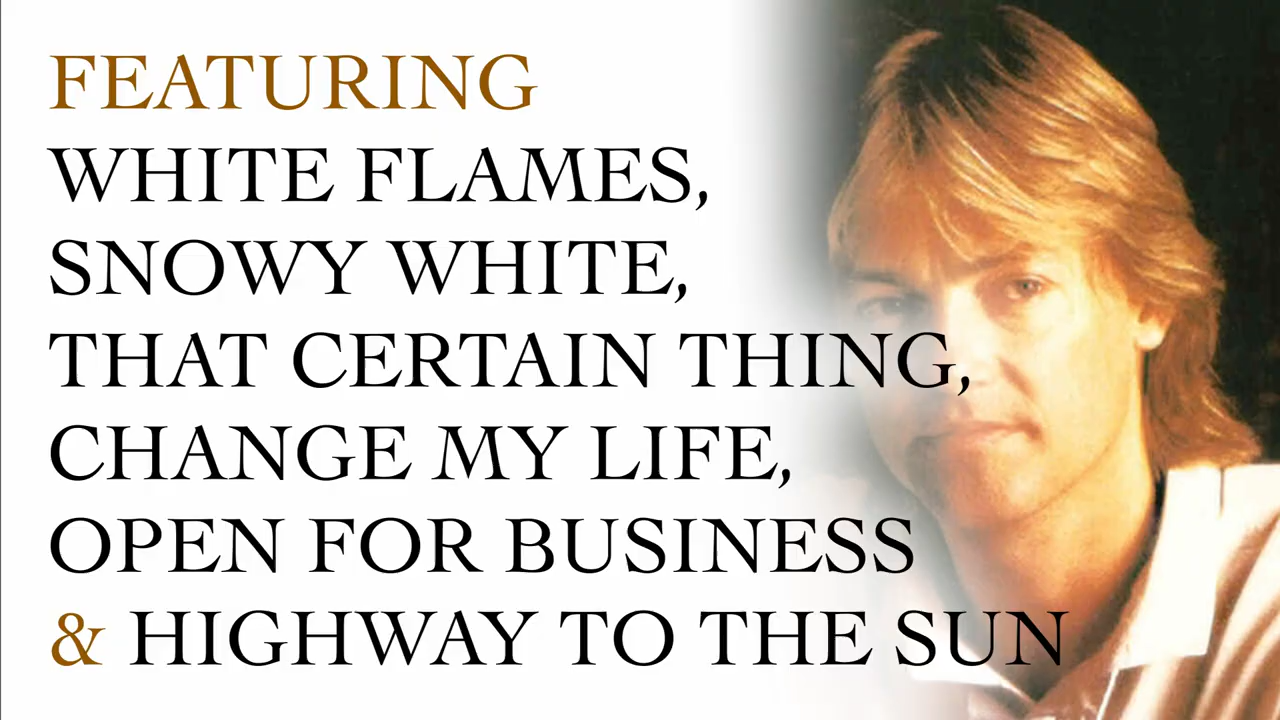 FEATURING
WHITE FLAMES,
SNOWY WHITE,
THAT CERTAIN THING,
CHANGE MY LIFE,
OPEN FOR BUSINESS
& HIGHWAY TO THE SUN